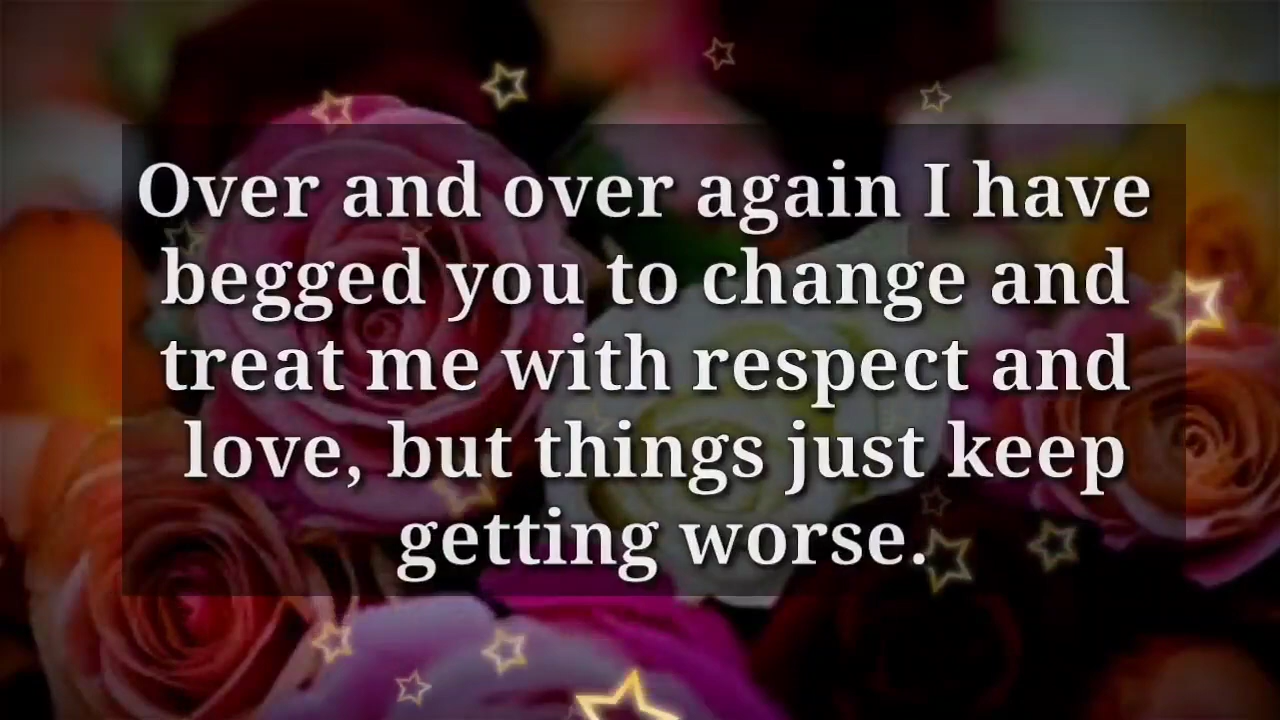 Over and over again I have
begged you to change and
treat me with respect and
love, but things just keep
getting worse.